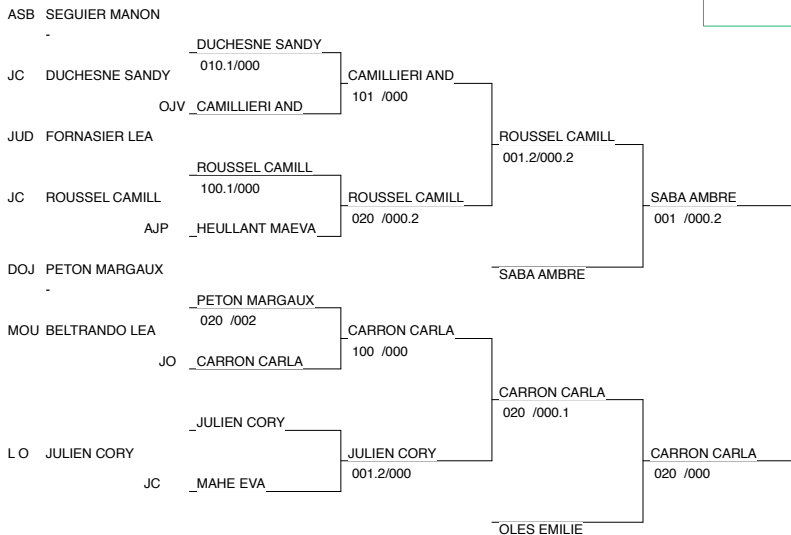 ASB SEGUIER MANON
-
DUCHESNE SANDY
010.1/000
JC DUCHESNE SANDY
CAMILLIERI AND
101 /000
OJV CAMILLIERI AND
JUD FORNASIER LEA
ROUSSEL CAMILL
001.2/000.2
ROUSSEL CAMILL
100.1/000
JC ROUSSEL CAMILL
ROUSSEL CAMILL
020 /000.2
SABA AMBRE
001 /000.2
AJP HEULLANT MAEVA
DOJ PETON MARGAUX
-
SABA AMBRE
PETON MARGAUX
020 /002
MOU BELTRANDO LEA
CARRON CARLA
100 /000
JO CARRON CARLA
CARRON CARLA
020 /000.1
JULIEN CORY
L O JULIEN CORY
JULIEN CORY
001.2/000
CARRON CARLA
020 /000
JC MAHE EVA
OLES EMILIE